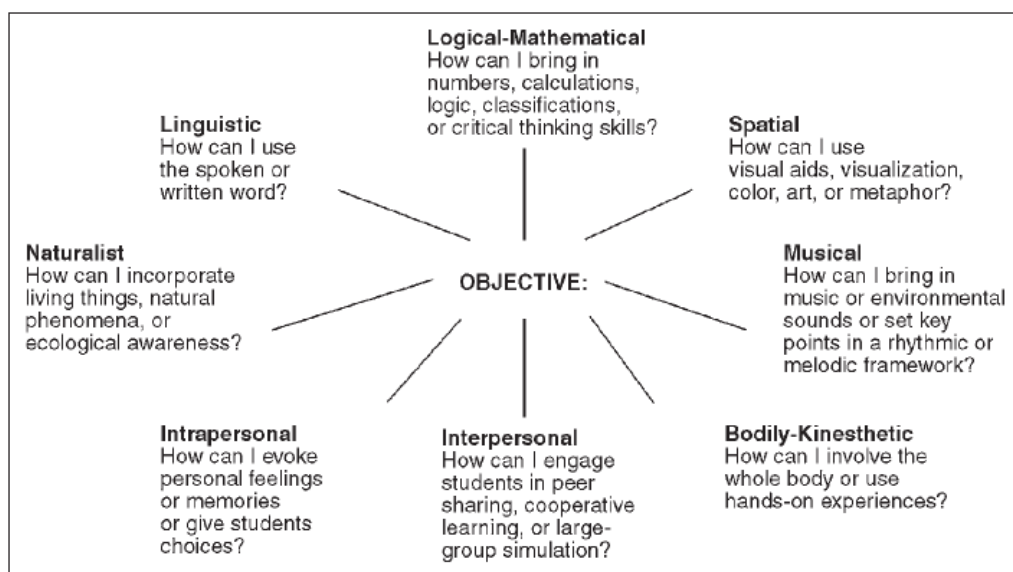 Logical-Mathematical
How can I bring in
numbers, calculations,
logic, classifications,
or critical thinking skills?
Linguistic
How can I use
the spoken or
written word?
Spatial
How can I use
visual aids, visualization,
color, art, or metaphor?
Naturalist
How can I incorporate
living things, natural
phenomena, or
ecological awareness?
OBJECTIVE:
Musical
How can I bring in
music or environmental
sounds or set key
points in a rhythmic or
melodic framework?
Intrapersonal
How can I evoke
personal feelings
or memories
or give students
choices?
Interpersonal
How can I engage
students in peer
sharing, cooperative
learning, or large-
group simulation?
Bodily-Kinesthetic
How can I involve the
whole body or use
hands-on experiences?